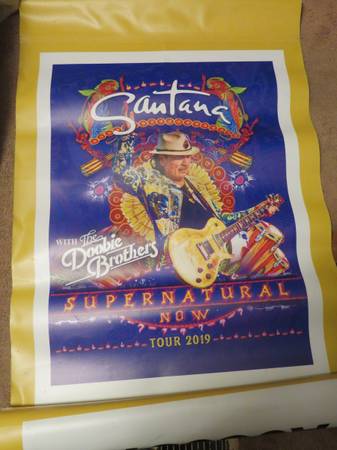 Santana
WITH The
Doobie
Brothers
SUPERNATURAL
NOW
TOUR 2019